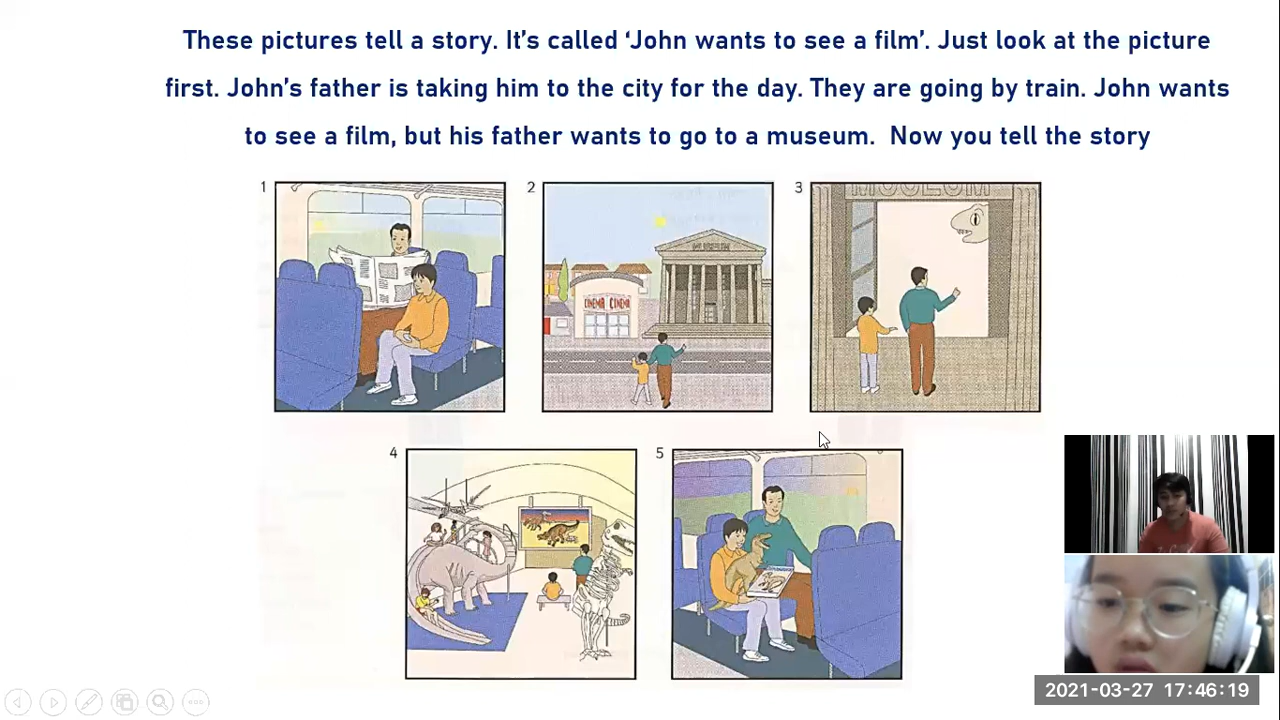 These pictures tell a story. It's called ‘John wants to see a film’. Just look at the picture
first. John's father is taking him to the city for the day. They are going by train. John wants
to see a film, but his father wants to go to a museum. Now you tell the story
1
2
3
MUSEUM
CINEMA CINEMA
MUSEUM
4
5
2021-03-27 17:46:19